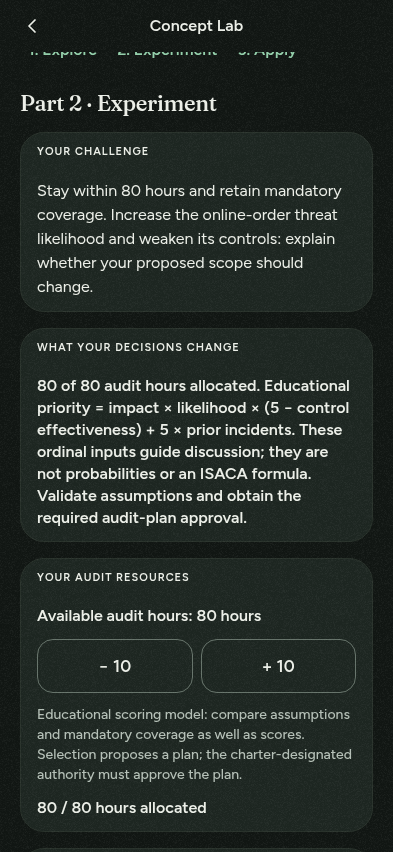 Concept Lab
1. Explore 2. Experiment 3. Apply
Part 2 · Experiment
YOUR CHALLENGE
Stay within 80 hours and retain mandatory
coverage. Increase the online-order threat
likelihood and weaken its controls: explain
whether your proposed scope should
change.
WHAT YOUR DECISIONS CHANGE
80 of 80 audit hours allocated. Educational
priority = impact × likelihood × (5 − control
effectiveness) + 5 × prior incidents. These
ordinal inputs guide discussion; they are
not probabilities or an ISACA formula.
Validate assumptions and obtain the
required audit-plan approval.
YOUR AUDIT RESOURCES
Available audit hours: 80 hours
− 10 + 10
Educational scoring model: compare assumptions
and mandatory coverage as well as scores.
Selection proposes a plan; the charter-designated
authority must approve the plan.
80 / 80 hours allocated